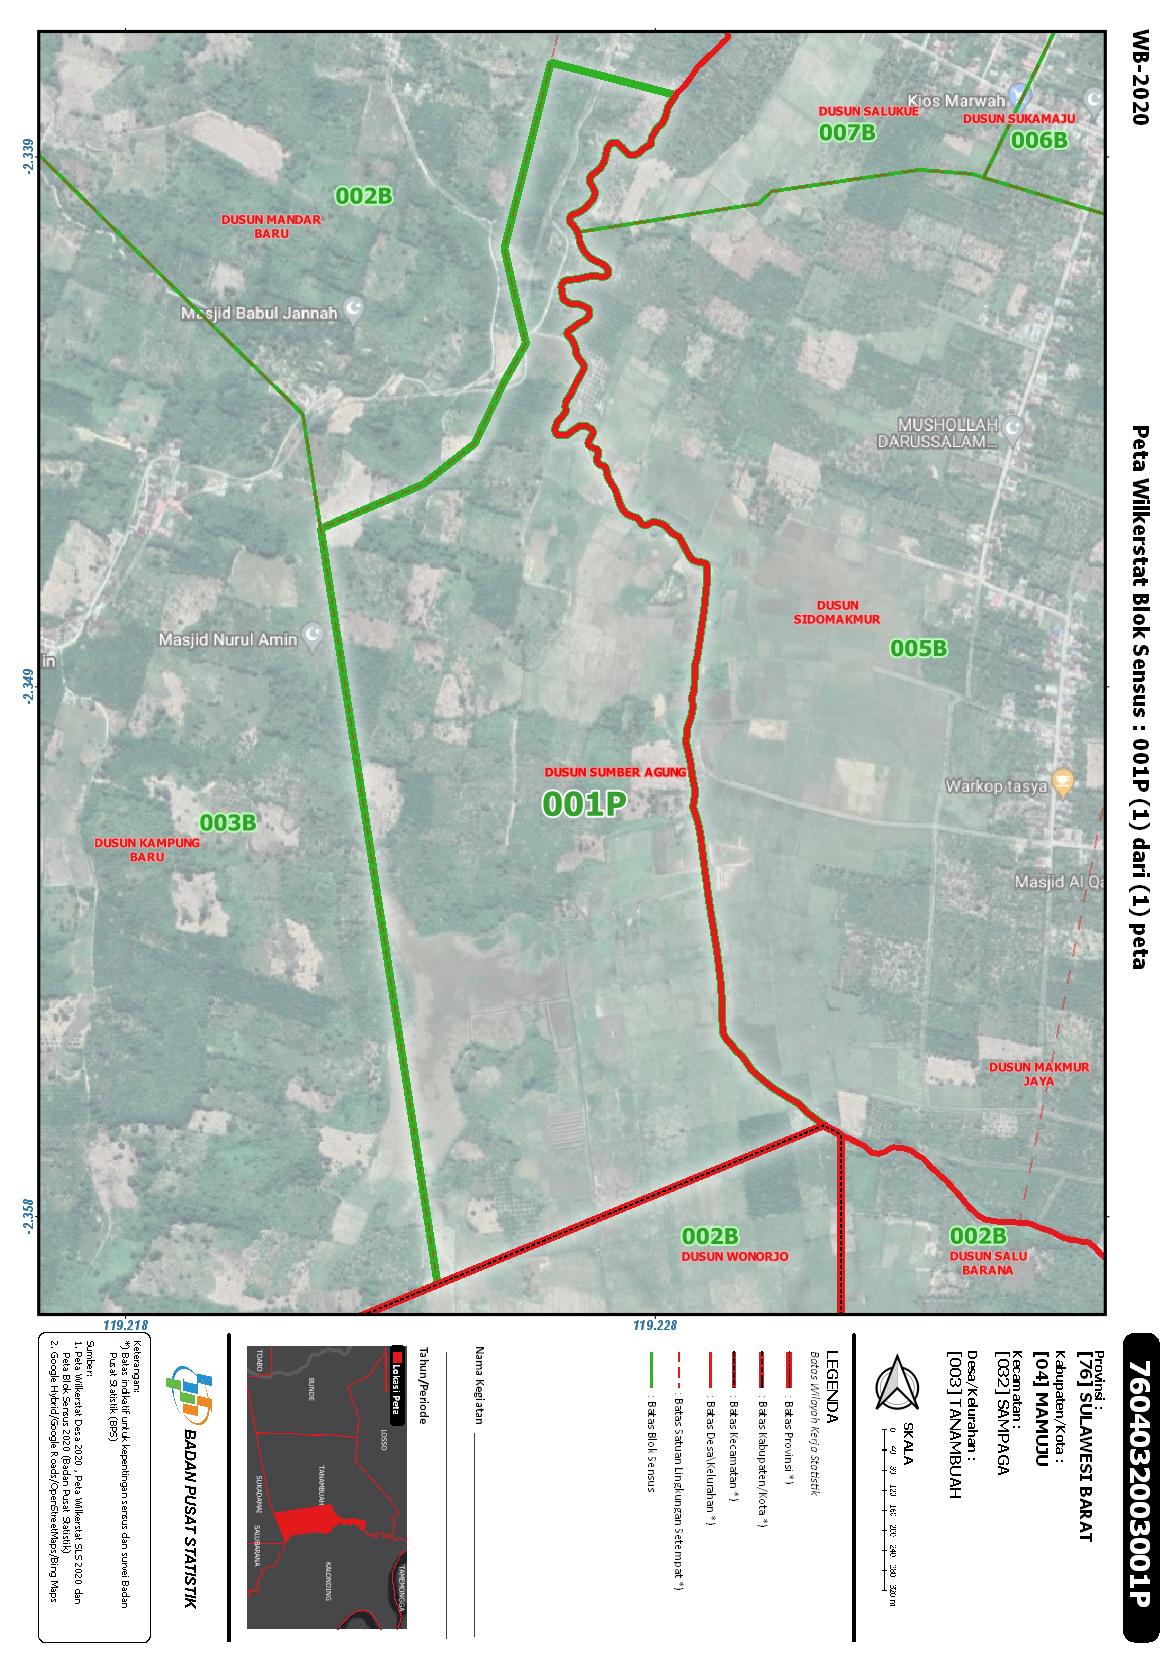 WB-2020
Peta Wilkerstat Blok Sensus : 001P (1) dari (1) peta
7604032003001P
Provinsi :
[76] SULAWESI BARAT
Kabupaten/Kota :
[04] MAMUJU
Kecamatan :
[032] SAMPAGA
Desa/Kelurahan :
[003] TANAMBUAH
SKALA
0 40 80 120 160 200 240 280 320 m
LEGENDA
Batas Wilayah Kerja Statistik
: Batas Provinsi *)
: Batas Kabupaten/Kota *)
: Batas Kecamatan *)
: Batas Desa\Kelurahan *)
: Batas Satuan Lingkungan Setempat *)
: Batas Blok Sensus
Nama Kegiatan
Tahun/Periode
Lokasi Peta
TOABO
BUNDE
LOSSO
TANAMBUAH
SUKADAMAI
SALUBARANA
KALONDING
TAMEMONGGA
BADAN PUSAT STATISTIK
Keterangan:
*) Batas indikatif untuk kepentingan sensus dan survei Badan
Pusat Statistik (BPS)
Sumber:
1. Peta Wilkerstat Desa 2020 , Peta Wilkerstat SLS 2020 dan
Peta Blok Sensus 2020 (Badan Pusat Statistik)
2. Google Hybrid/Google Roads/OpenStreetMaps/Bing Maps
-2.339
-2.349
-2.358
119.218
119.228
Kios Marwah
DUSUN SALUKUE
007B
DUSUN SUKAMAJU
006B
002B
DUSUN MANDAR
BARU
Masjid Babul Jannah
MUSHOLLAH
DARUSSALAM...
DUSUN
SIDOMAKMUR
005B
Masjid Nurul Amin
in
DUSUN SUMBER AGUNG
001P
Warkop tasya
003B
DUSUN KAMPUNG
BARU
Masjid Al Qa
DUSUN MAKMUR
JAYA
002B
DUSUN WONORJO
002B
DUSUN SALU
BARANA